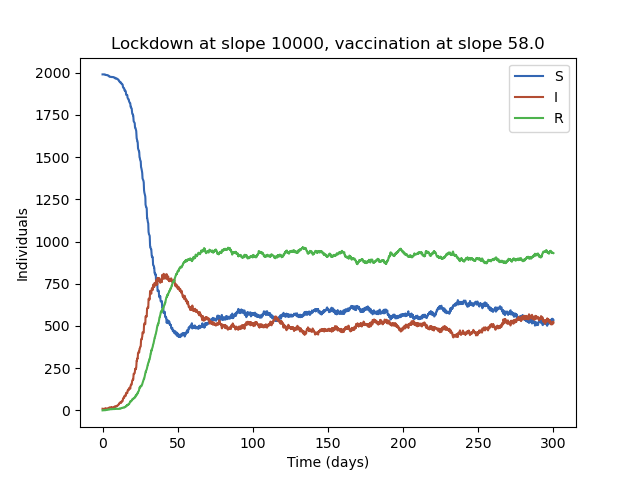 Lockdown at slope 10000, vaccination at slope 58.0
S
I
R
Individuals
2000
1750
1500
1250
1000
750
500
250
0
0 50 100 150 200 250 300
Time (days)